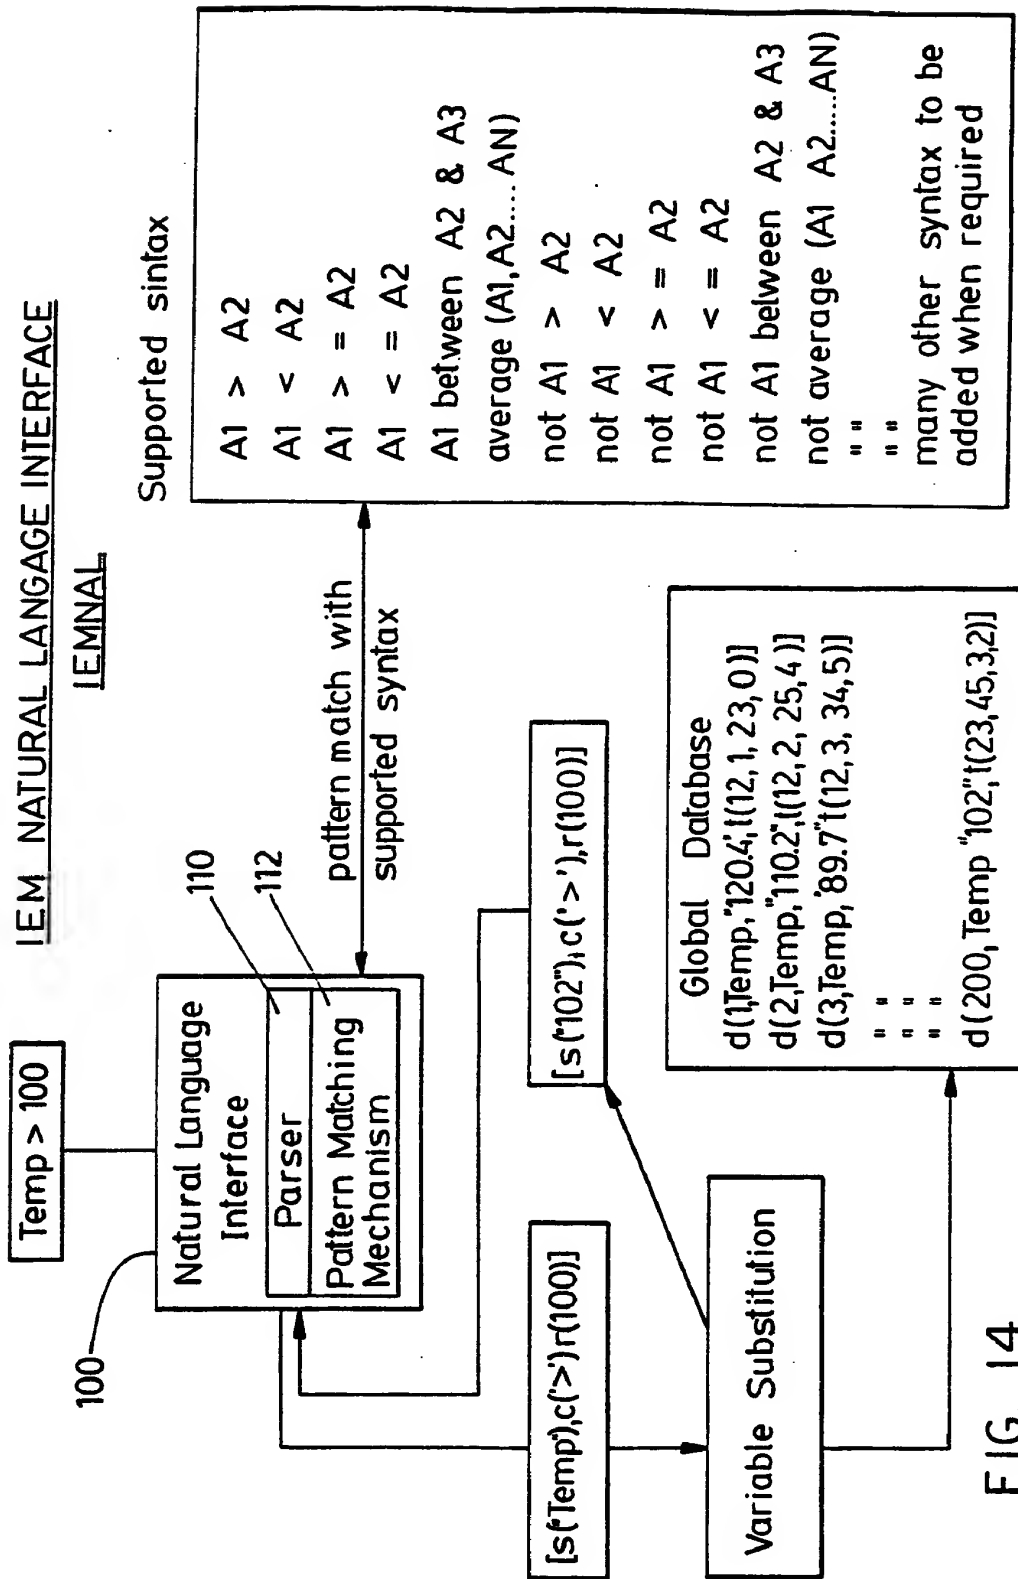 IEM NATURAL LANGAGE INTERFACE
IEMNAL
Temp > 100
100
Natural Language
Interface
Parser
Pattern Matching
Mechanism
110
112
pattern match with
supported syntax
Supported sintax
A1 > A2
A1 < A2
A1 > = A2
A1 < = A2
A1 between A2 & A3
average (A1,A2.... AN)
not A1 > A2
not A1 < A2
not A1 > = A2
not A1 < = A2
not A1 belween A2 & A3
not average (A1 A2.....AN)
" "
" "
many other syntax to be
added when required
[s("Temp"),c('>')r(100)]
[s("102"),c('>'),r(100)]
Variable Substitution
Global Database
d(1,Temp,"120.4",t(12, 1, 23, 0)]
d(2,Temp,"110.2",t(12, 2, 25, 4 )]
d(3,Temp,"89.7"t(12, 3, 34, 5)]
" " "
" " "
d(200,Temp "102",t(23,45,3,2)]
FIG. 14